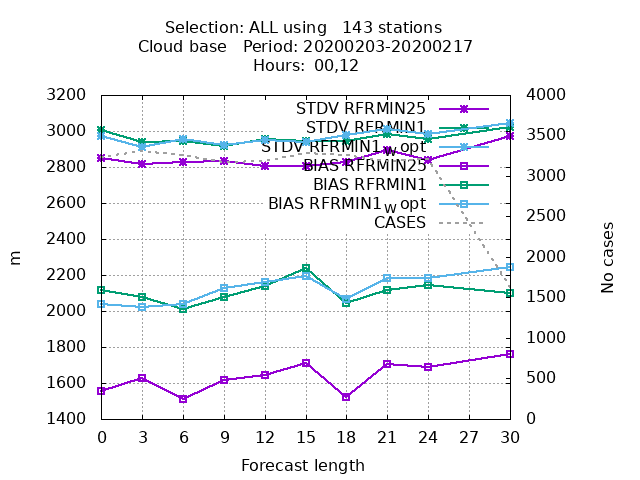 Selection: ALL using   143 stations
Cloud base   Period: 20200203-20200217
Hours:  00,12
3200
3000
2800
2600
2400
2200
2000
1800
1600
1400
m
STDV RFRMIN25
STDV RFRMIN1
STDV RFRMIN1_W opt
BIAS RFRMIN25
BIAS RFRMIN1
BIAS RFRMIN1_W opt
CASES
4000
3500
3000
2500
2000
1500
1000
500
0
No cases
0 3 6 9 12 15 18 21 24 27 30
Forecast length